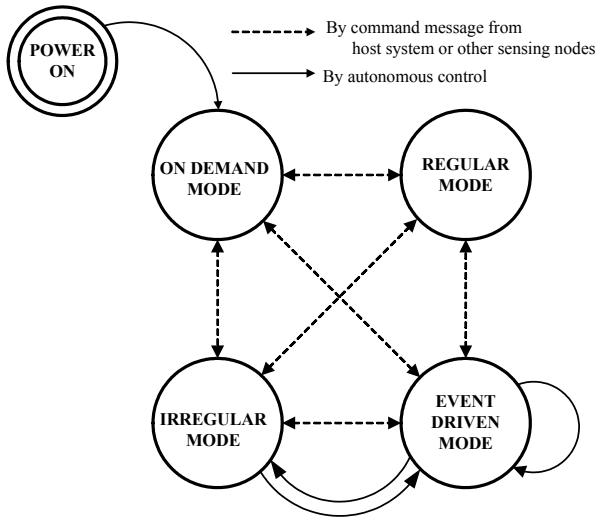 POWER
ON
By command message from
host system or other sensing nodes
By autonomous control
ON DEMAND
MODE
REGULAR
MODE
IRREGULAR
MODE
EVENT
DRIVEN
MODE